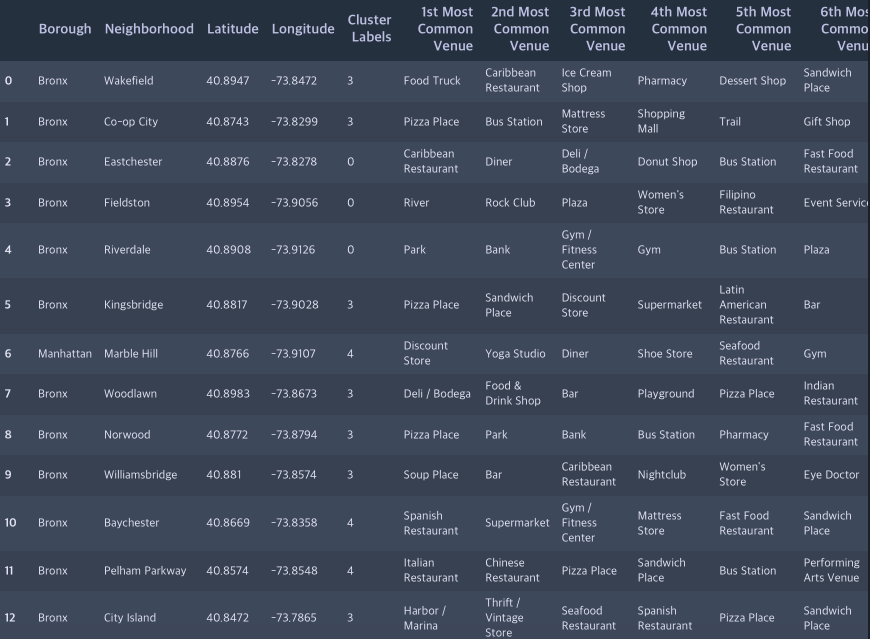 Borough Neighborhood Latitude Longitude Cluster Labels 1st Most Common Venue 2nd Most Common Venue 3rd Most Common Venue 4th Most Common Venue 5th Most Common Venue 6th Mos Commo Venu
0 Bronx Wakefield 40.8947 -73.8472 3 Food Truck Caribbean Restaurant Ice Cream Shop Pharmacy Dessert Shop Sandwich Place
1 Bronx Co-op City 40.8743 -73.8299 3 Pizza Place Bus Station Mattress Store Shopping Mall Trail Gift Shop
2 Bronx Eastchester 40.8876 -73.8278 0 Caribbean Restaurant Diner Deli / Bodega Donut Shop Bus Station Fast Food Restaurant
3 Bronx Fieldston 40.8954 -73.9056 0 River Rock Club Plaza Women's Store Filipino Restaurant Event Service
4 Bronx Riverdale 40.8908 -73.9126 0 Park Bank Gym / Fitness Center Gym Bus Station Plaza
5 Bronx Kingsbridge 40.8817 -73.9028 3 Pizza Place Sandwich Place Discount Store Supermarket Latin American Restaurant Bar
6 Manhattan Marble Hill 40.8766 -73.9107 4 Discount Store Yoga Studio Diner Shoe Store Seafood Restaurant Gym
7 Bronx Woodlawn 40.8983 -73.8673 3 Deli / Bodega Food & Drink Shop Bar Playground Pizza Place Indian Restaurant
8 Bronx Norwood 40.8772 -73.8794 3 Pizza Place Park Bank Bus Station Pharmacy Fast Food Restaurant
9 Bronx Williamsbridge 40.881 -73.8574 3 Soup Place Bar Caribbean Restaurant Nightclub Women's Store Eye Doctor
10 Bronx Baychester 40.8669 -73.8358 4 Spanish Restaurant Supermarket Gym / Fitness Center Mattress Store Fast Food Restaurant Sandwich Place
11 Bronx Pelham Parkway 40.8574 -73.8548 4 Italian Restaurant Chinese Restaurant Pizza Place Sandwich Place Bus Station Performing Arts Venue
12 Bronx City Island 40.8472 -73.7865 3 Harbor / Marina Thrift / Vintage Store Seafood Restaurant Spanish Restaurant Pizza Place Sandwich Place